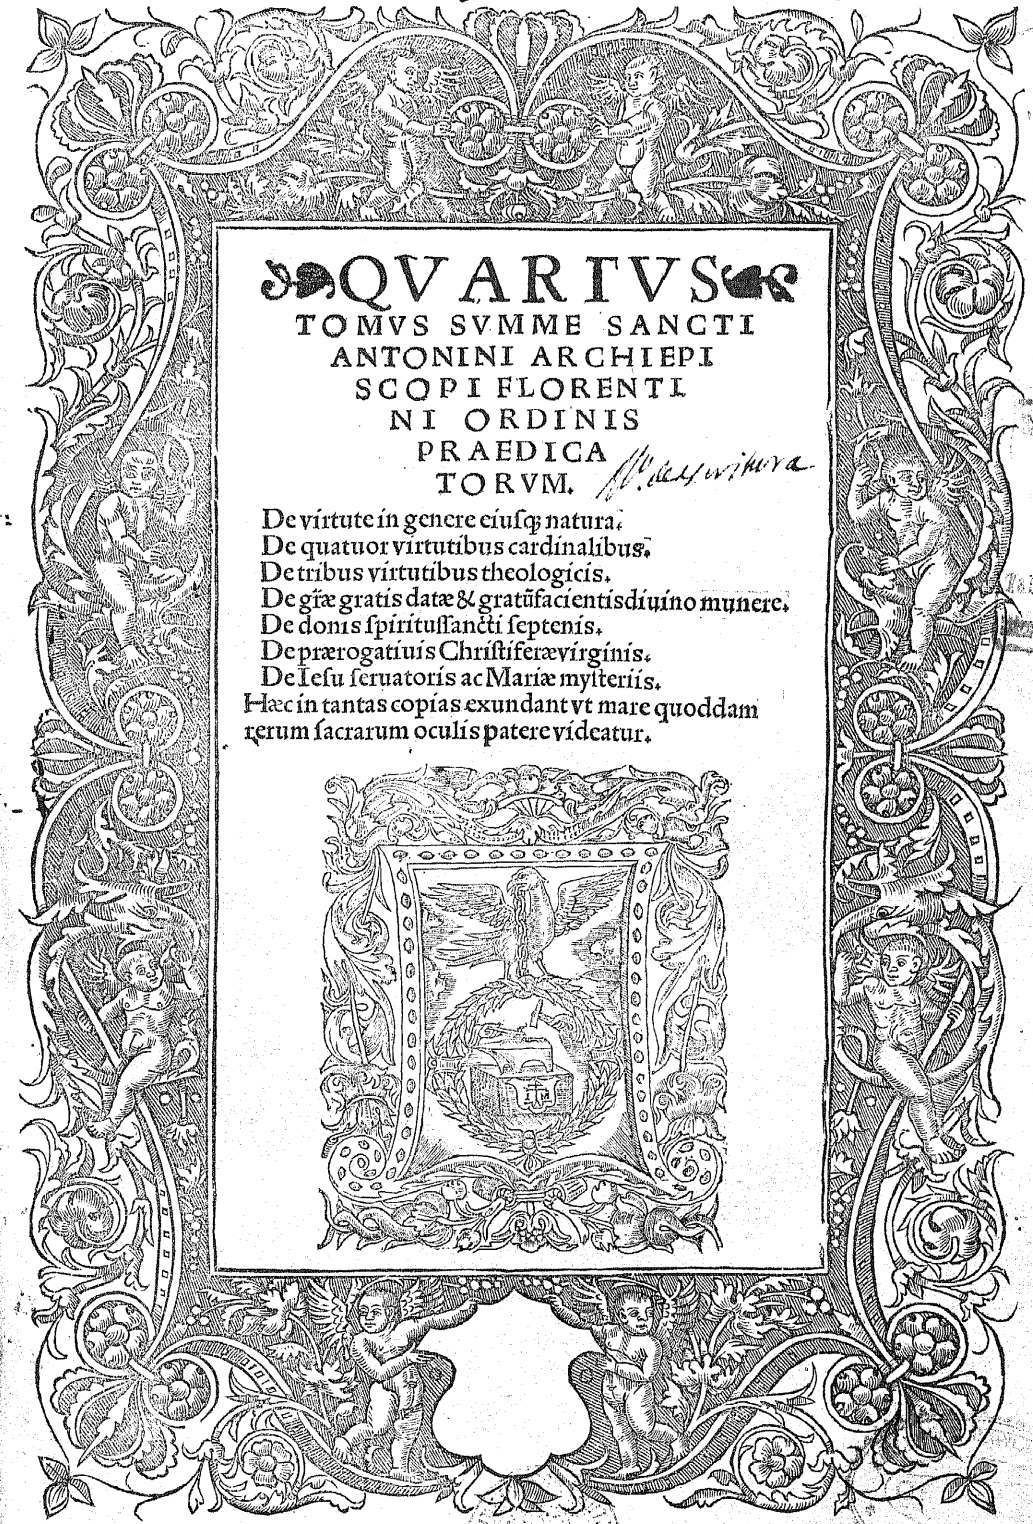 QVARTVS
TOMVS SVMME SANCTI
ANTONINI ARCHIEPI
SCOPI FLORENTI
NI ORDINIS
PRAEDICA
TORVM.
De virtute in genere eiuſqꝫ natura.
De quatuor virtutibus cardinalibus.
De tribus virtutibus theologicis.
De gr̃æ gratis datæ & gratũfacientis diuino munere.
De donis ſpirituſſancti ſeptenis.
De prærogatiuis Chriſtiferæ virginis.
De Ieſu ſeruatoris ac Mariæ myſteriis.
Hæc in tantas copias exundant vt mare quoddam
rerum ſacrarum oculis patere videatur.